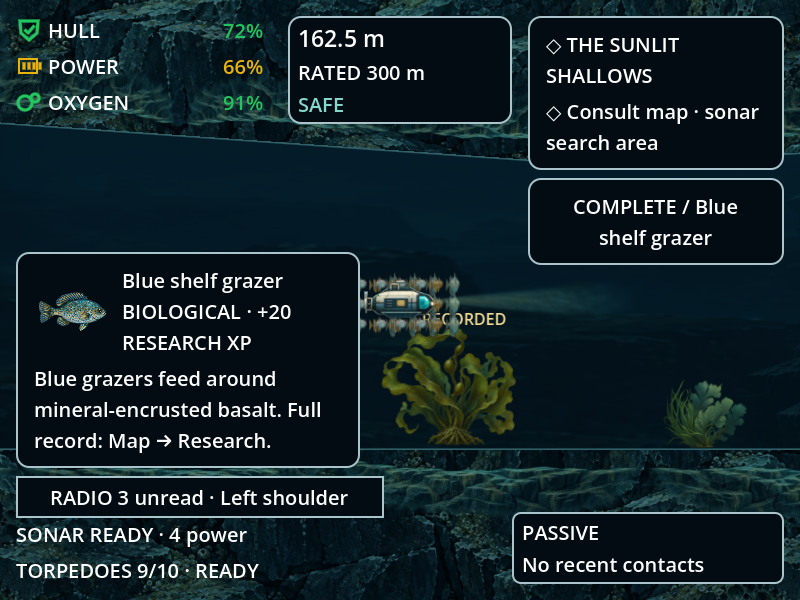 HULL 72%
POWER 66%
OXYGEN 91%
162.5 m
RATED 300 m
SAFE
◇ THE SUNLIT
SHALLOWS
◇ Consult map · sonar
search area
COMPLETE / Blue
shelf grazer
Blue shelf grazer
BIOLOGICAL · +20
RESEARCH XP
Blue grazers feed around
mineral-encrusted basalt. Full
record: Map → Research.
RECORDED
RADIO 3 unread · Left shoulder
SONAR READY · 4 power
TORPEDOES 9/10 · READY
PASSIVE
No recent contacts